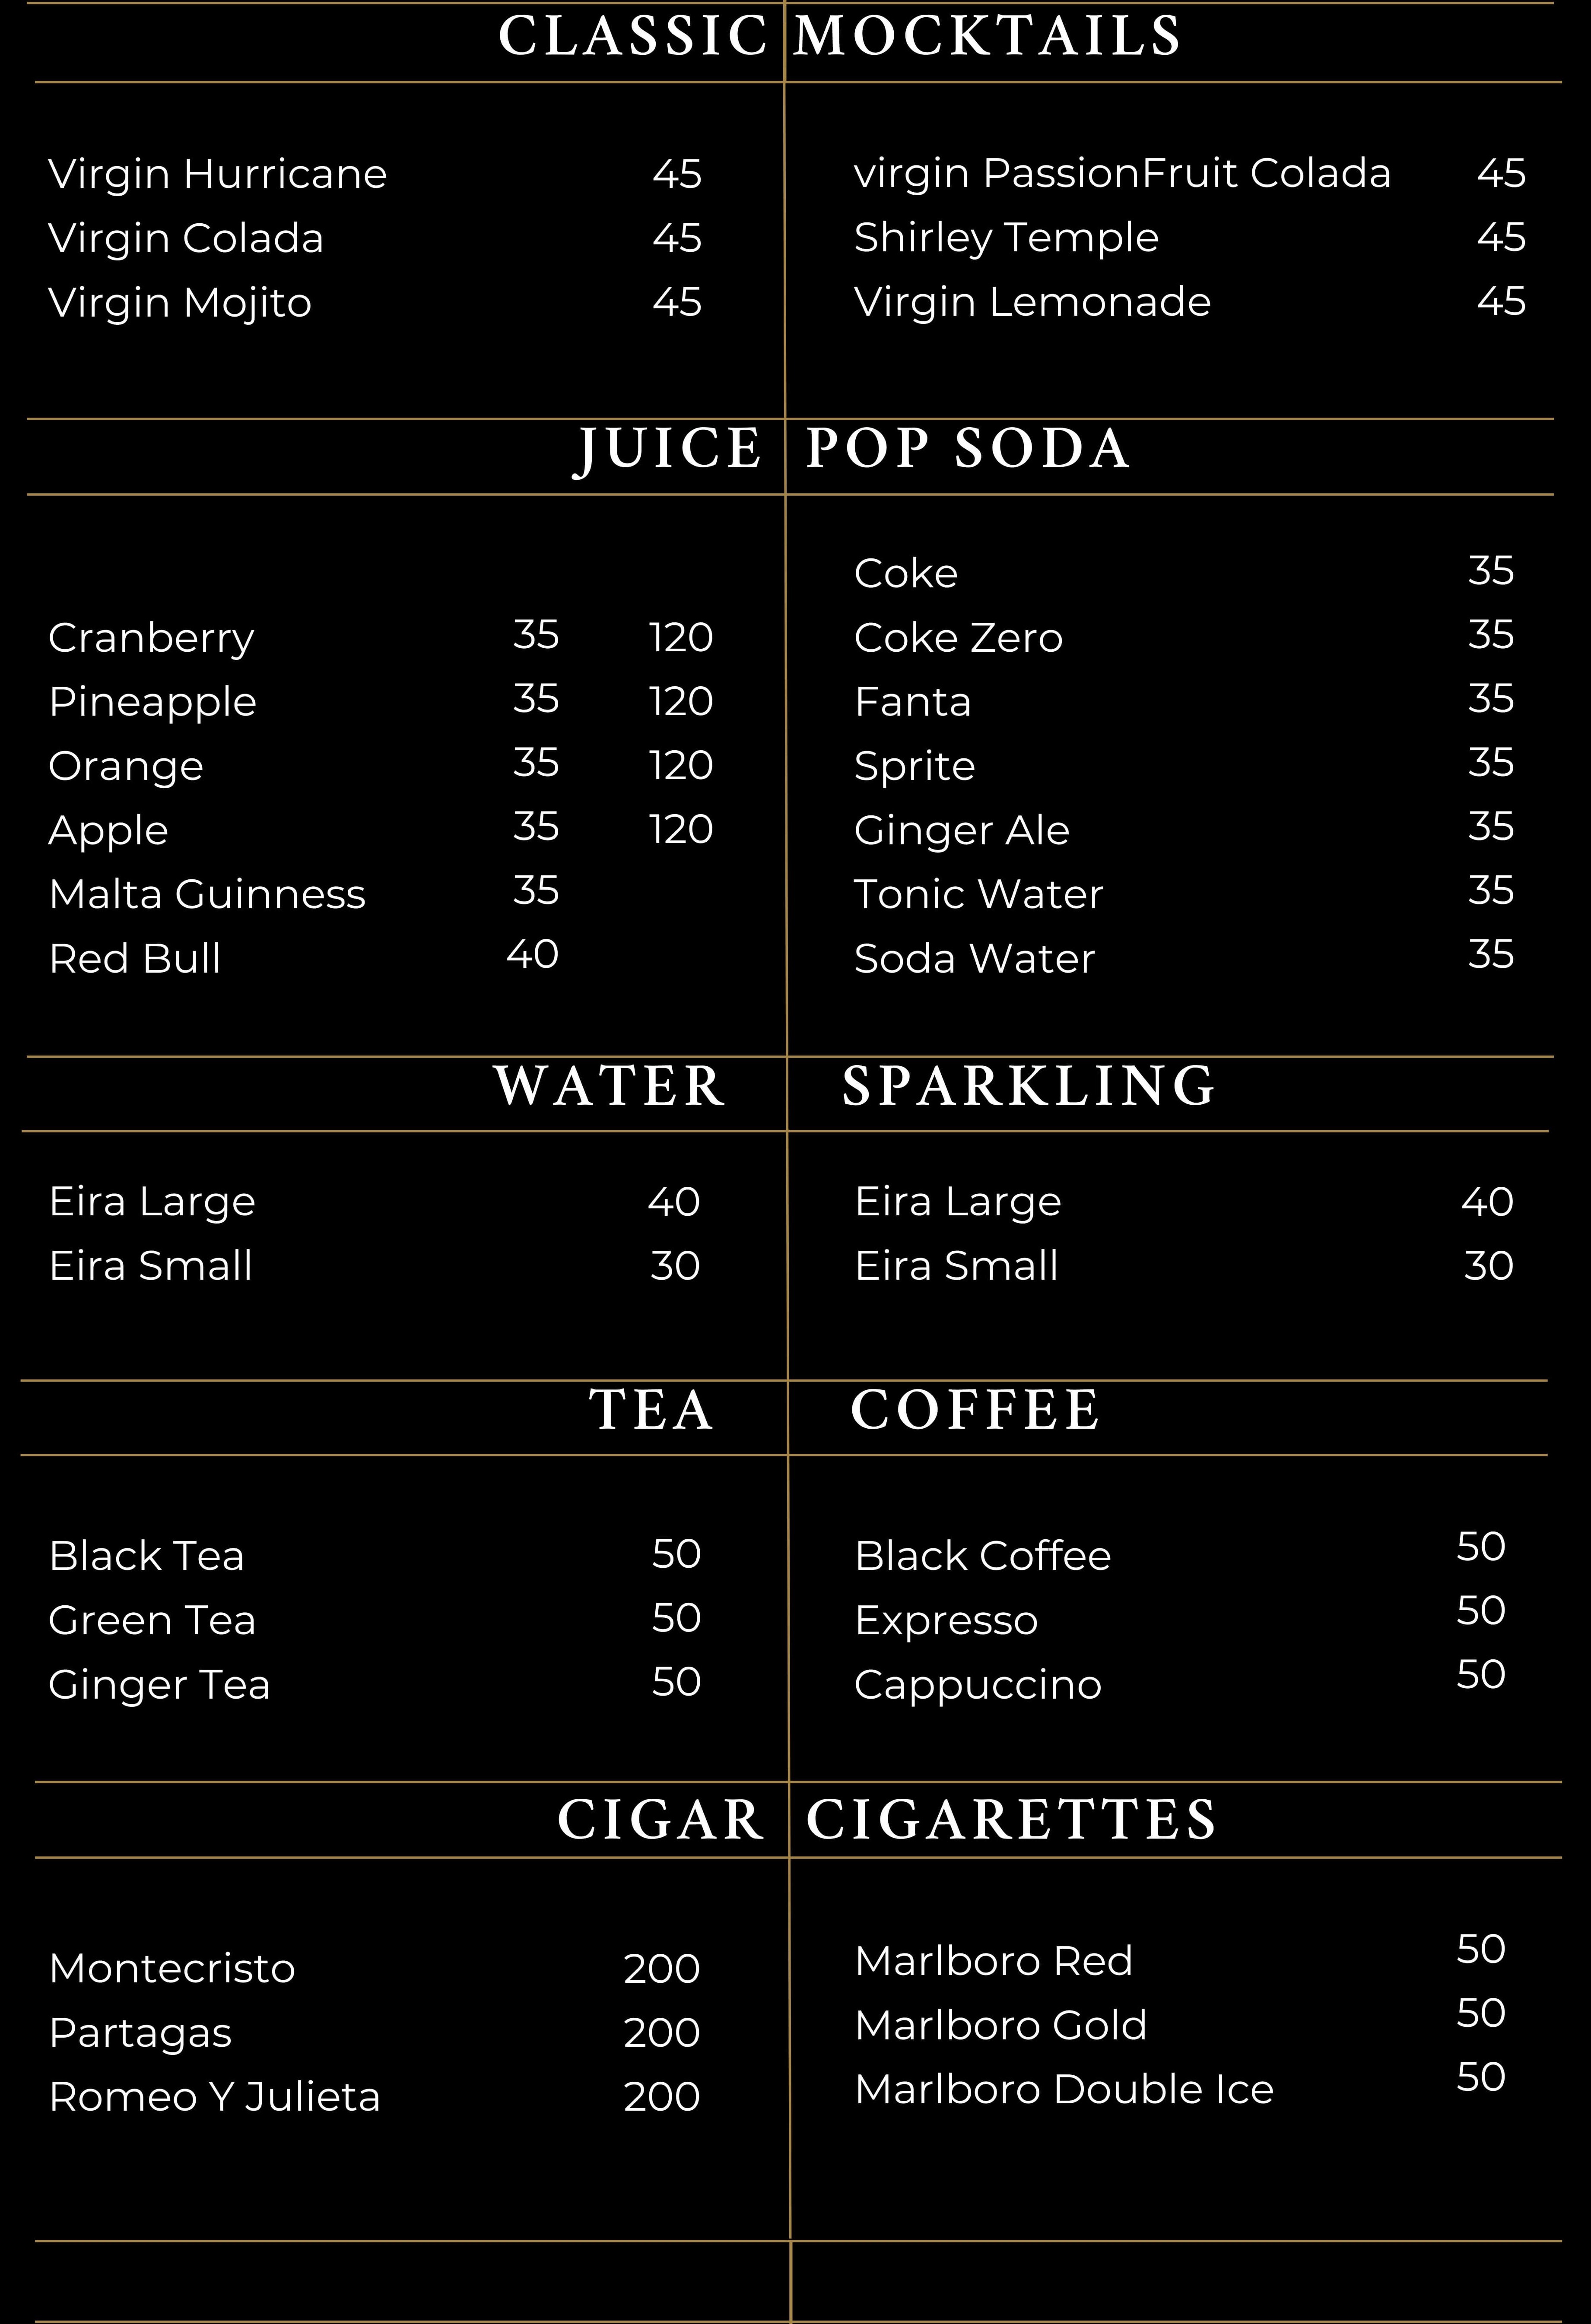 CLASSIC MOCKTAILS
Virgin Hurricane 45
Virgin Colada 45
Virgin Mojito 45
virgin PassionFruit Colada 45
Shirley Temple 45
Virgin Lemonade 45
JUICE
Cranberry 35 120
Pineapple 35 120
Orange 35 120
Apple 35 120
Malta Guinness 35
Red Bull 40
POP SODA
Coke 35
Coke Zero 35
Fanta 35
Sprite 35
Ginger Ale 35
Tonic Water 35
Soda Water 35
WATER
Eira Large 40
Eira Small 30
SPARKLING
Eira Large 40
Eira Small 30
TEA
Black Tea 50
Green Tea 50
Ginger Tea 50
COFFEE
Black Coffee 50
Expresso 50
Cappuccino 50
CIGAR
Montecristo 200
Partagas 200
Romeo Y Julieta 200
CIGARETTES
Marlboro Red 50
Marlboro Gold 50
Marlboro Double Ice 50